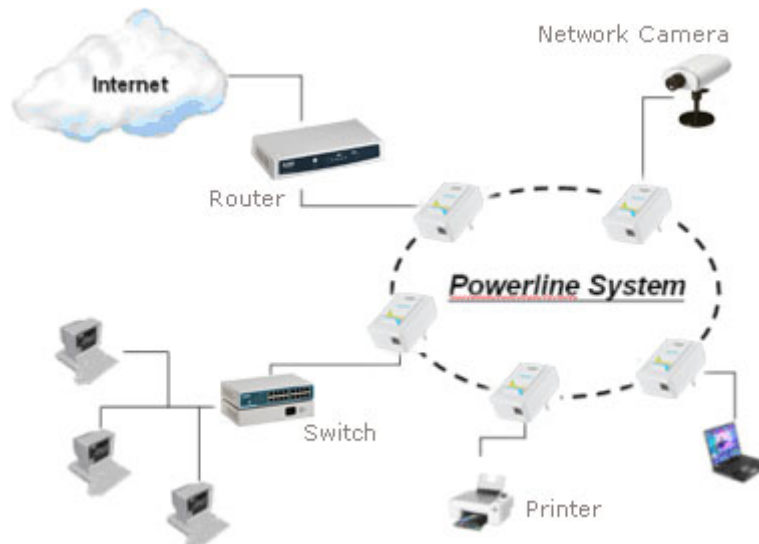 Network Camera
Internet
Router
Powerline System
Switch
Printer